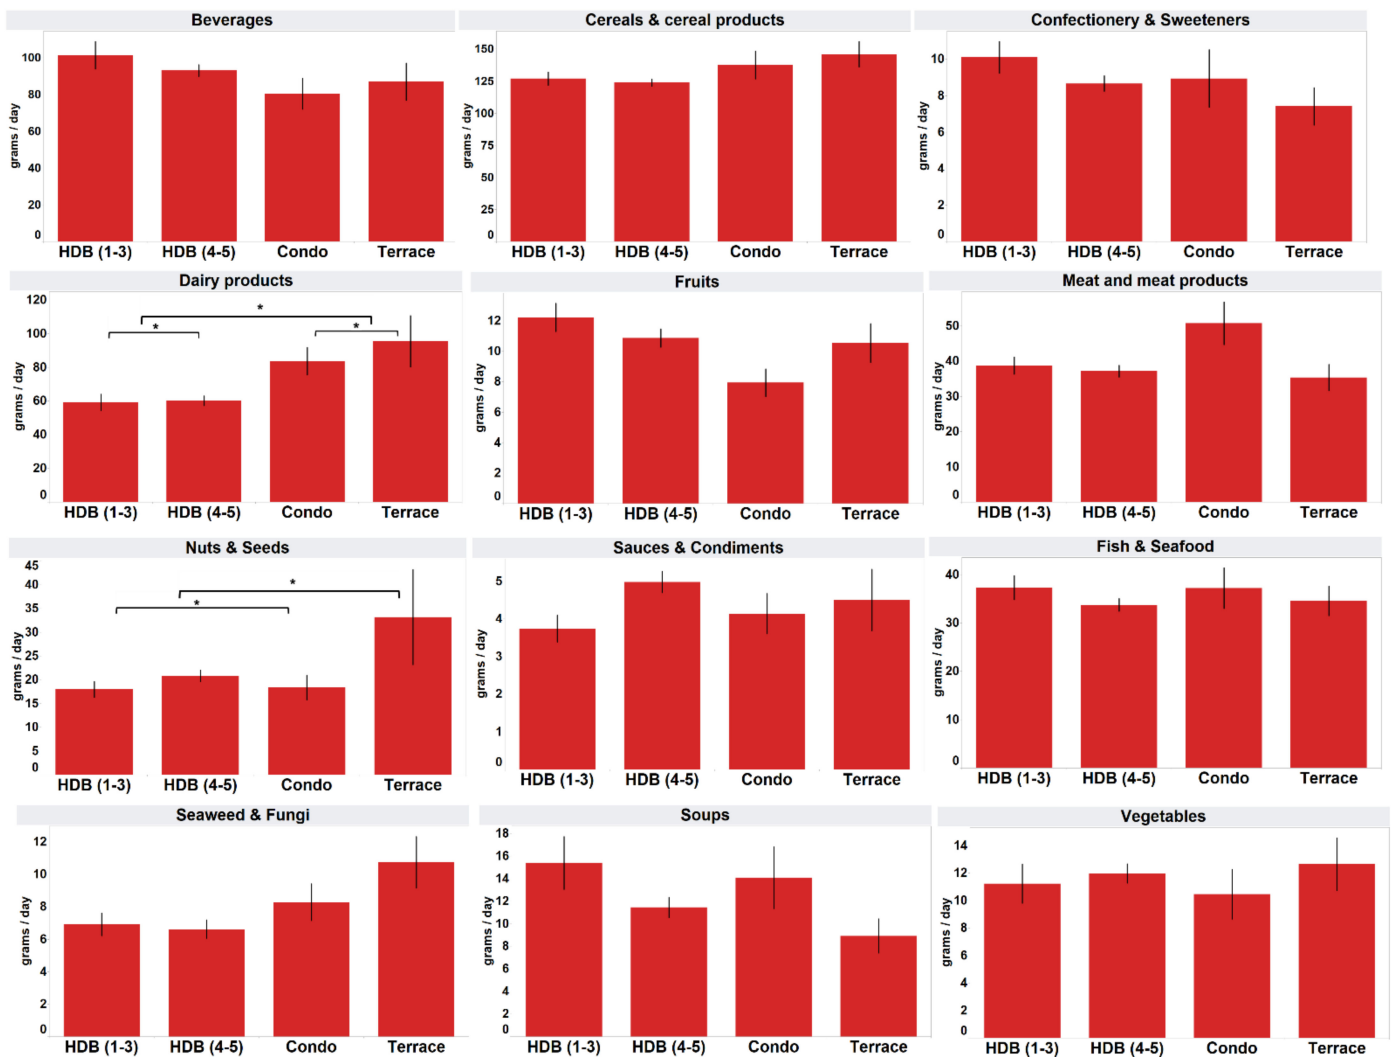 Beverages
grams / day
100
80
60
40
20
0
HDB (1-3) HDB (4-5) Condo Terrace
Cereals & cereal products
grams / day
150
125
100
125
150
75
50
25
0
HDB (1-3) HDB (4-5) Condo Terrace
Confectionery & Sweeteners
grams / day
10
8
6
4
2
0
HDB (1-3) HDB (4-5) Condo Terrace
Dairy products
grams / day
120
100
80
60
40
20
0
* * *
HDB (1-3) HDB (4-5) Condo Terrace
Fruits
grams / day
12
10
8
6
4
2
0
HDB (1-3) HDB (4-5) Condo Terrace
Meat and meat products
grams / day
50
40
30
50
20
10
0
HDB (1-3) HDB (4-5) Condo Terrace
Nuts & Seeds
grams / day
45
40
35
30
25
20
15
10
5
0
* *
HDB (1-3) HDB (4-5) Condo Terrace
Sauces & Condiments
grams / day
5
4
3
2
1
0
HDB (1-3) HDB (4-5) Condo Terrace
Fish & Seafood
grams / day
40
30
20
10
0
HDB (1-3) HDB (4-5) Condo Terrace
Seaweed & Fungi
grams / day
12
10
8
6
4
2
0
HDB (1-3) HDB (4-5) Condo Terrace
Soups
grams / day
18
16
14
12
10
8
6
4
2
0
HDB (1-3) HDB (4-5) Condo Terrace
Vegetables
grams / day
14
12
10
8
6
4
2
0
HDB (1-3) HDB (4-5) Condo Terrace